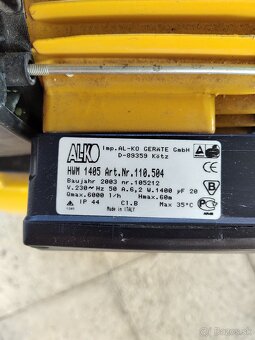 AL-KO
Imp.AL-KO GERÄTE GmbH
D-89359 Kötz
HWM 1405 Art.Nr.110.504
Baujahr 2003 nr.105212
V.230~ Hz 50 A.6,2 W.1400 µF 20
Qmax.6000 l/h Hmax.60m
IP 44 Cl.B Max 35°C
Made in ITALY
B
bazos.sk